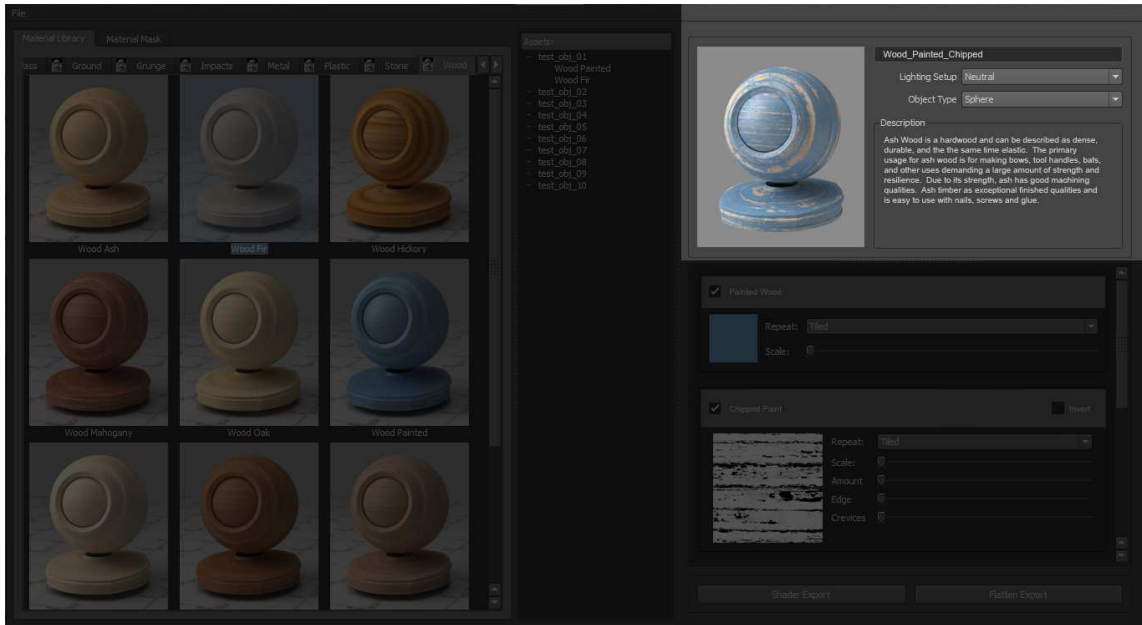 File
Material Library Material Mask
Ground Grunge Impacts Metal Plastic Stone Wood
Wood Ash Wood Fir Wood Hickory
Wood Mahogany Wood Oak Wood Painted
Assets:
test_obj_01
Wood Painted
Wood Fir
test_obj_02
test_obj_03
test_obj_04
test_obj_05
test_obj_06
test_obj_07
test_obj_08
test_obj_09
test_obj_10
Wood_Painted_Chipped
Lighting Setup Neutral
Object Type Sphere
Description
Ash Wood is a hardwood and can be described as dense,
durable, and the the same time elastic. The primary
usage for ash wood is for making bows, tool handles, bats,
and other uses demanding a large amount of strength and
resilience. Due to its strength, ash has good machining
qualities. Ash timber as exceptional finished qualities and
is easy to use with nails, screws and glue.
Painted Wood
Repeat: Tiled
Scale:
Chipped Paint Invert
Repeat: Tiled
Scale:
Amount
Edge
Crevices
Shader Export Flatten Export